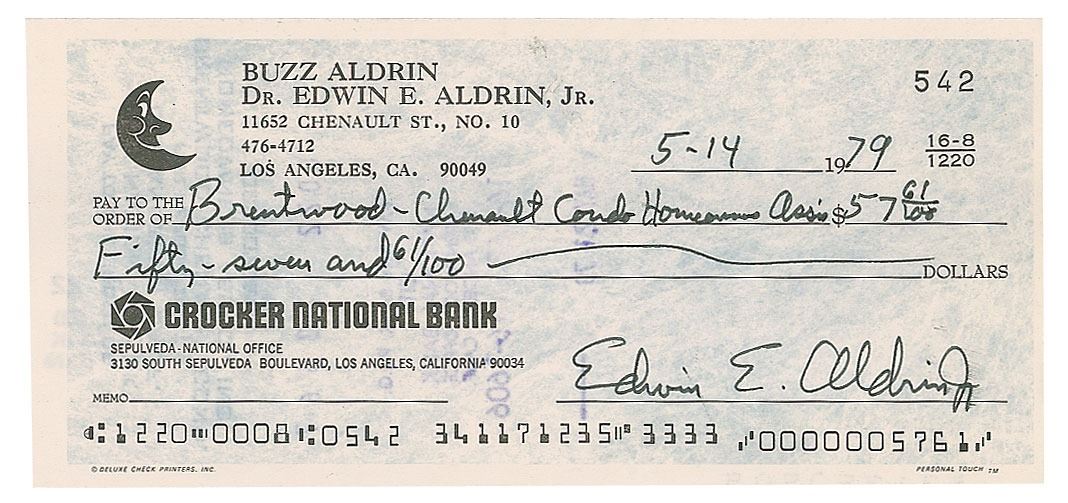 BUZZ ALDRIN
DR. EDWIN E. ALDRIN, JR.
11652 CHENAULT ST., NO. 10
476-4712
LOS ANGELES, CA. 90049
542
5-14 1979
16-8
1220
PAY TO THE
ORDER OF Brentwood-Chenault Condo Homeowners Ass'n $57 61/100
Fifty-seven and 61/100 DOLLARS
CROCKER NATIONAL BANK
SEPULVEDA-NATIONAL OFFICE
3130 SOUTH SEPULVEDA BOULEVARD, LOS ANGELES, CALIFORNIA 90034
Edwin E. Aldrin Jr
MEMO
⑆1220⑉0008⑆0542 341171235⑈3333 ⑇0000005761⑇
© DELUXE CHECK PRINTERS, INC.
PERSONAL TOUCH TM